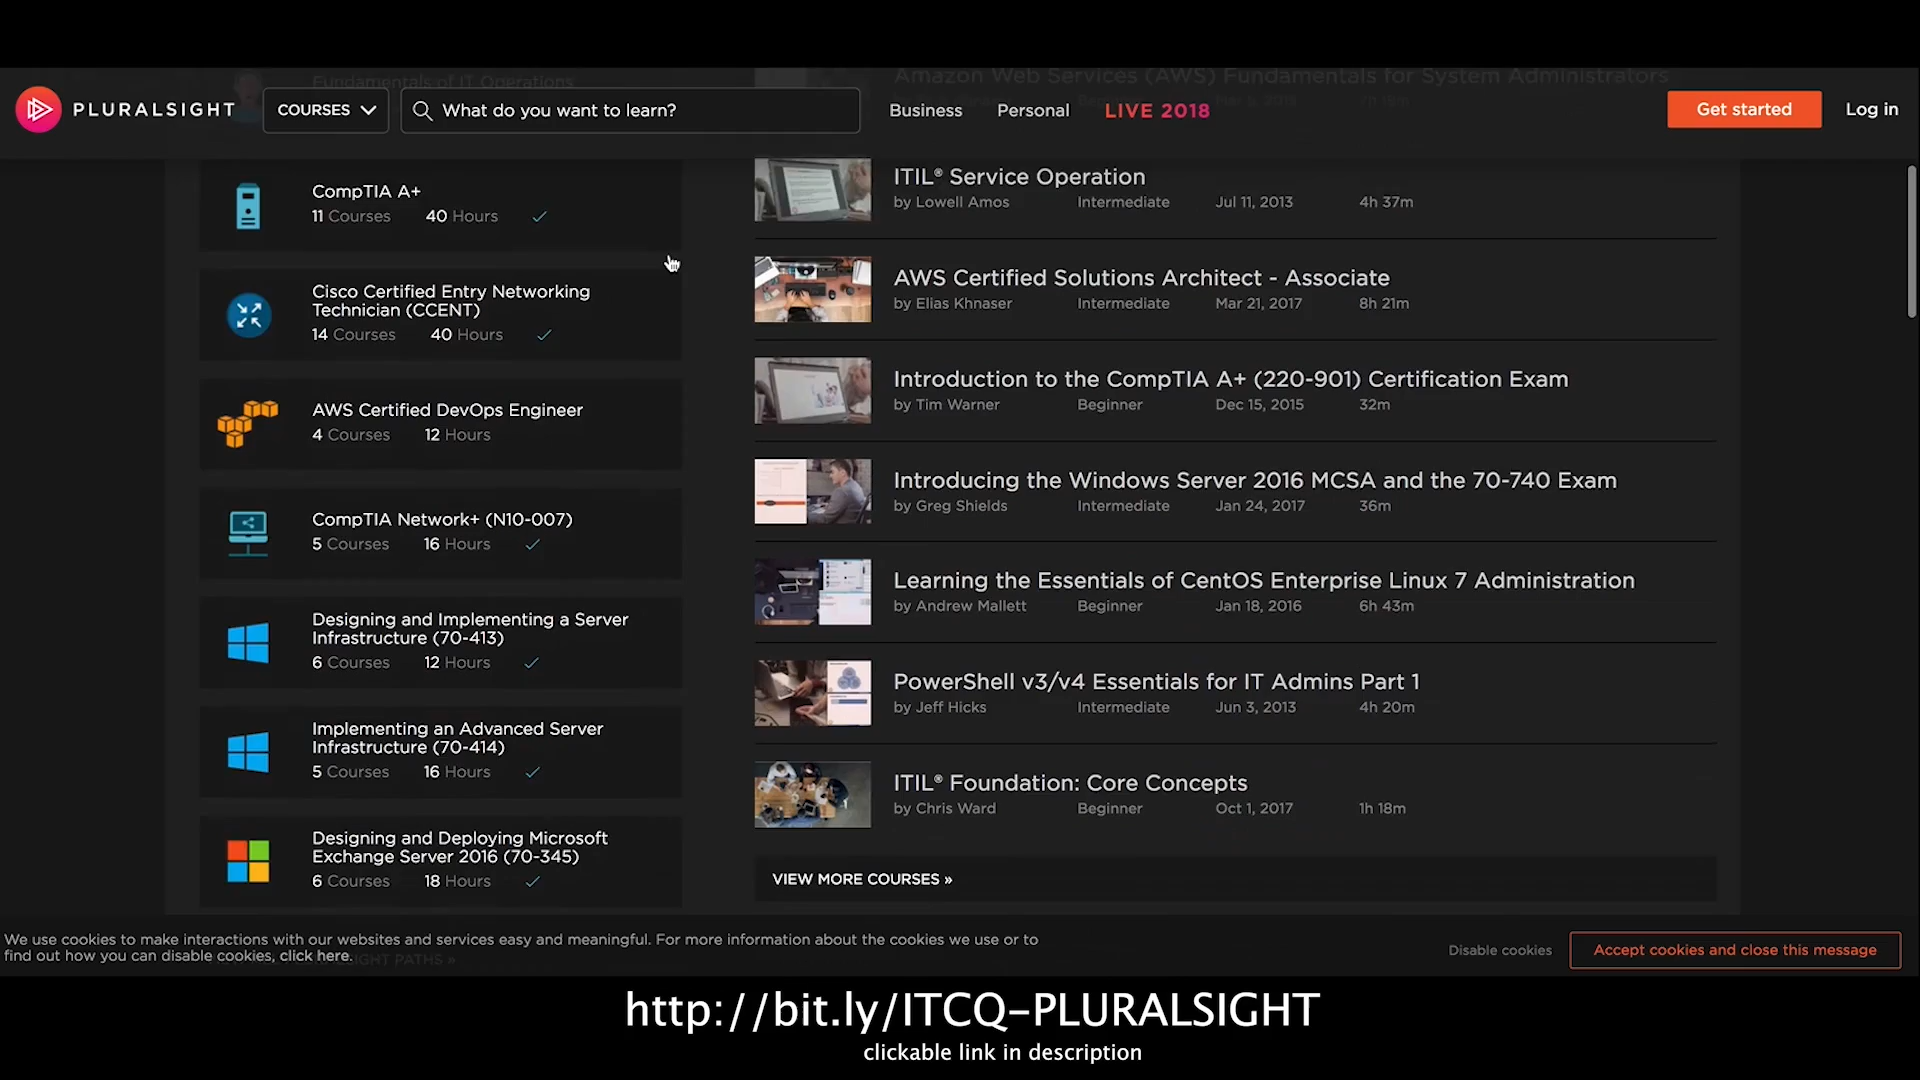 Fundamentals of IT Operations
Amazon Web Services (AWS) Fundamentals for System Administrators
PLURALSIGHT
COURSES
What do you want to learn?
Business
Personal
LIVE 2018
Get started
Log in
CompTIA A+
11 Courses 40 Hours
Cisco Certified Entry Networking
Technician (CCENT)
14 Courses 40 Hours
AWS Certified DevOps Engineer
4 Courses 12 Hours
CompTIA Network+ (N10-007)
5 Courses 16 Hours
Designing and Implementing a Server
Infrastructure (70-413)
6 Courses 12 Hours
Implementing an Advanced Server
Infrastructure (70-414)
5 Courses 16 Hours
Designing and Deploying Microsoft
Exchange Server 2016 (70-345)
6 Courses 18 Hours
ITIL® Service Operation
by Lowell Amos Intermediate Jul 11, 2013 4h 37m
AWS Certified Solutions Architect - Associate
by Elias Khnaser Intermediate Mar 21, 2017 8h 21m
Introduction to the CompTIA A+ (220-901) Certification Exam
by Tim Warner Beginner Dec 15, 2015 32m
Introducing the Windows Server 2016 MCSA and the 70-740 Exam
by Greg Shields Intermediate Jan 24, 2017 36m
Learning the Essentials of CentOS Enterprise Linux 7 Administration
by Andrew Mallett Beginner Jan 18, 2016 6h 43m
PowerShell v3/v4 Essentials for IT Admins Part 1
by Jeff Hicks Intermediate Jun 3, 2013 4h 20m
ITIL® Foundation: Core Concepts
by Chris Ward Beginner Oct 1, 2017 1h 18m
VIEW MORE COURSES »
We use cookies to make interactions with our websites and services easy and meaningful. For more information about the cookies we use or to
find out how you can disable cookies, click here.
Disable cookies
Accept cookies and close this message
http://bit.ly/ITCQ-PLURALSIGHT
clickable link in description